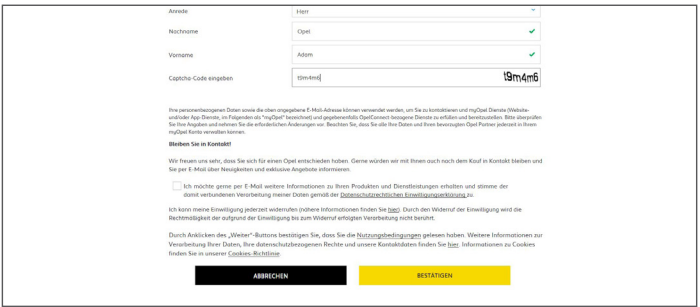 Anrede
Herr
Nachname
Opel
Vorname
Adam
Captcha-Code eingeben
t9m4m6
t9m4m6
Ihre personenbezogenen Daten sowie die oben angegebene E-Mail-Adresse können verwendet werden, um Sie zu kontaktieren und myOpel Dienste (Website-
und/oder App-Dienste, im Folgenden als "myOpel" bezeichnet) und gegebenenfalls OpelConnect bezogene Dienste zu erfüllen und bereitzustellen. Bitte überprüfen
Sie Ihre Angaben und nehmen Sie die erforderlichen Änderungen vor. Beachten Sie, dass Sie alle Ihre Daten und Ihren bevorzugten Opel Partner jederzeit in Ihrem
myOpel Konto verwalten können.
Bleiben Sie in Kontakt!
Wir freuen uns sehr, dass Sie sich für einen Opel entschieden haben. Gerne würden wir mit Ihnen auch nach dem Kauf in Kontakt bleiben und
Sie per E-Mail über Neuigkeiten und exklusive Angebote informieren.
Ich möchte gerne per E-Mail weitere Informationen zu Ihren Produkten und Dienstleistungen erhalten und stimme der
damit verbundenen Verarbeitung meiner Daten gemäß der Datenschutzrechtlichen Einwilligungserklärung zu.
Ich kann meine Einwilligung jederzeit widerrufen (nähere Informationen finden Sie hier). Durch den Widerruf der Einwilligung wird die
Rechtmäßigkeit der aufgrund der Einwilligung bis zum Widerruf erfolgten Verarbeitung nicht berührt.
Durch Anklicken des „Weiter"-Buttons bestätigen Sie, dass Sie die Nutzungsbedingungen gelesen haben. Weitere Informationen zur
Verarbeitung Ihrer Daten, Ihre datenschutzbezogenen Rechte und unsere Kontaktdaten finden Sie hier. Informationen zu Cookies
finden Sie in unserer Cookies-Richtlinie.
ABBRECHEN
BESTÄTIGEN